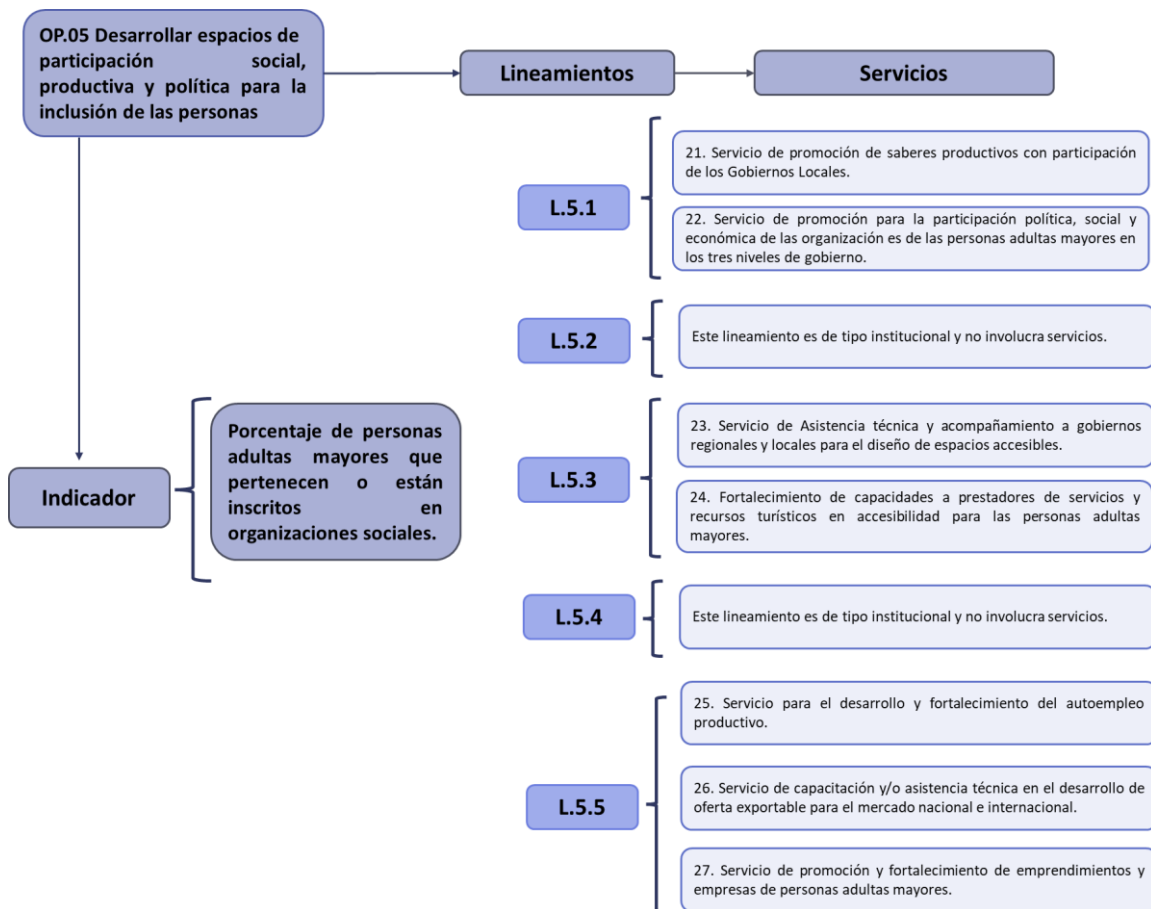 OP.05 Desarrollar espacios de
participación social,
productiva y política para la
inclusión de las personas
Lineamientos
Servicios
L.5.1
21. Servicio de promoción de saberes productivos con participación
de los Gobiernos Locales.
22. Servicio de promoción para la participación política, social y
económica de las organización es de las personas adultas mayores en
los tres niveles de gobierno.
L.5.2
Este lineamiento es de tipo institucional y no involucra servicios.
Indicador
Porcentaje de personas
adultas mayores que
pertenecen o están
inscritos en
organizaciones sociales.
L.5.3
23. Servicio de Asistencia técnica y acompañamiento a gobiernos
regionales y locales para el diseño de espacios accesibles.
24. Fortalecimiento de capacidades a prestadores de servicios y
recursos turísticos en accesibilidad para las personas adultas
mayores.
L.5.4
Este lineamiento es de tipo institucional y no involucra servicios.
L.5.5
25. Servicio para el desarrollo y fortalecimiento del autoempleo
productivo.
26. Servicio de capacitación y/o asistencia técnica en el desarrollo de
oferta exportable para el mercado nacional e internacional.
27. Servicio de promoción y fortalecimiento de emprendimientos y
empresas de personas adultas mayores.